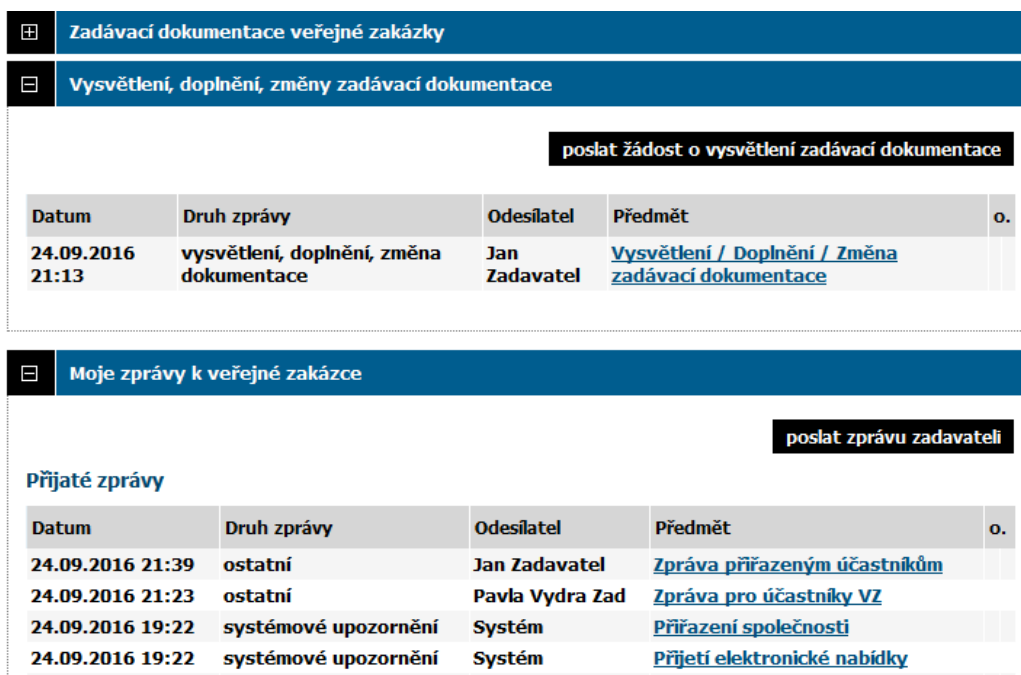 Zadávací dokumentace veřejné zakázky
Vysvětlení, doplnění, změny zadávací dokumentace
poslat žádost o vysvětlení zadávací dokumentace
Datum Druh zprávy Odesílatel Předmět o.
24.09.2016 vysvětlení, doplnění, změna Jan Vysvětlení / Doplnění / Změna
21:13 dokumentace Zadavatel zadávací dokumentace
Moje zprávy k veřejné zakázce
poslat zprávu zadavateli
Přijaté zprávy
Datum Druh zprávy Odesílatel Předmět o.
24.09.2016 21:39 ostatní Jan Zadavatel Zpráva přiřazeným účastníkům
24.09.2016 21:23 ostatní Pavla Vydra Zad Zpráva pro účastníky VZ
24.09.2016 19:22 systémové upozornění Systém Přiřazení společnosti
24.09.2016 19:22 systémové upozornění Systém Přijetí elektronické nabídky